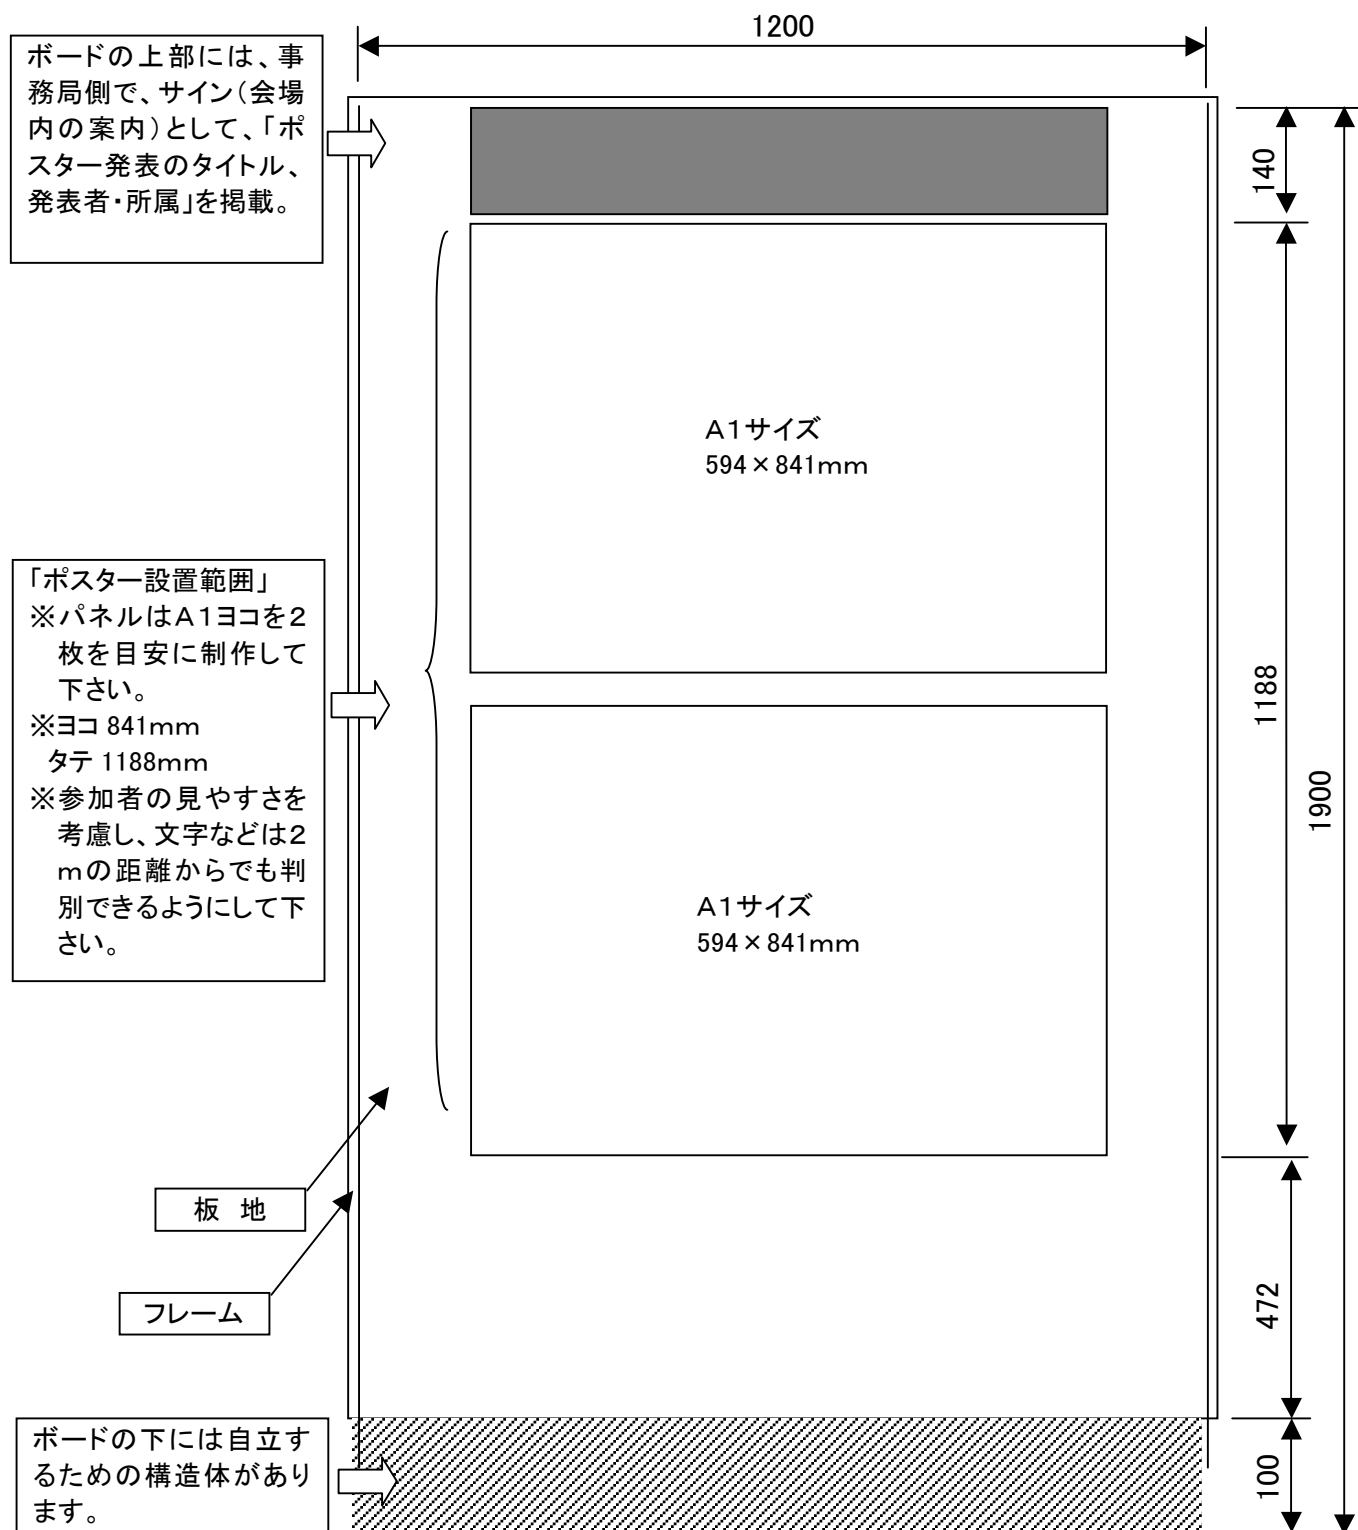 1200
ボードの上部には、事
務局側で、サイン（会場
内の案内）として、「ポ
スター発表のタイトル、
発表者・所属」を掲載。
140
A1サイズ
594×841mm
「ポスター設置範囲」
※パネルはA1ヨコを2
枚を目安に制作して
下さい。
※ヨコ 841mm
タテ 1188mm
※参加者の見やすさを
考慮し、文字などは2
mの距離からでも判
別できるようにして下
さい。
1188
1900
A1サイズ
594×841mm
板 地
フレーム
472
ボードの下には自立す
るための構造体があり
ます。
100